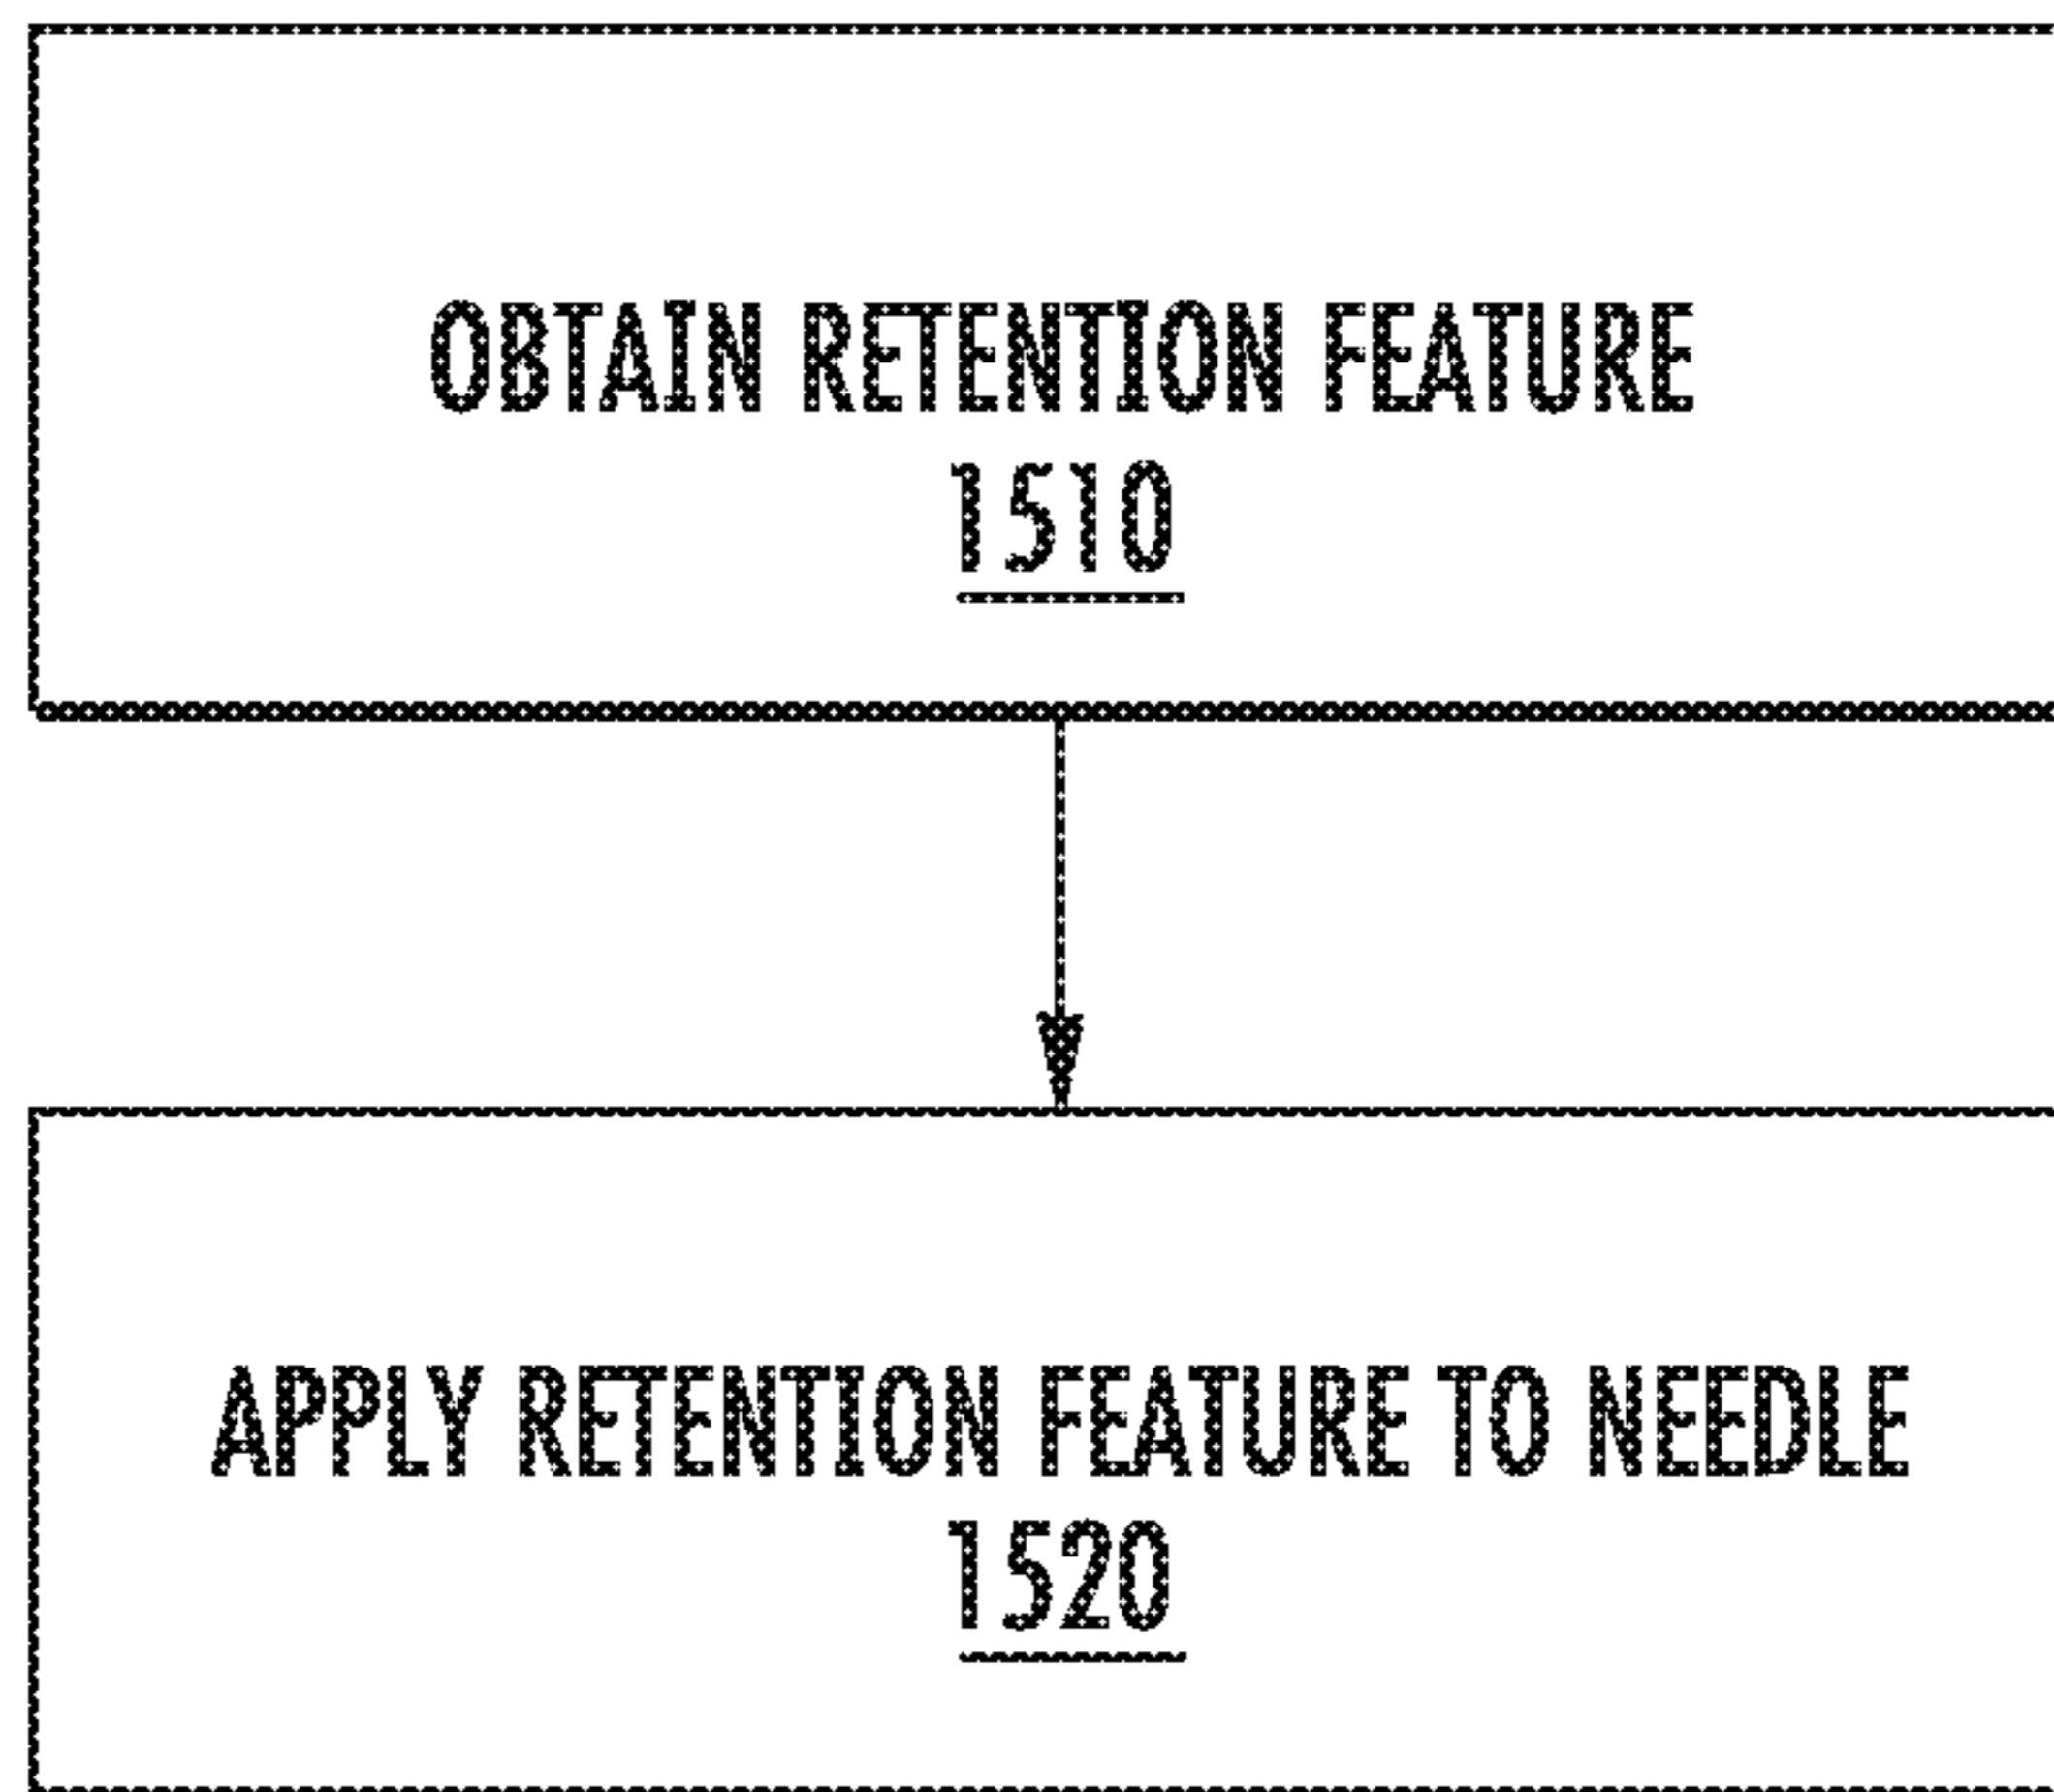 OBTAIN RETENTION FEATURE
1510
APPLY RETENTION FEATURE TO NEEDLE
1520